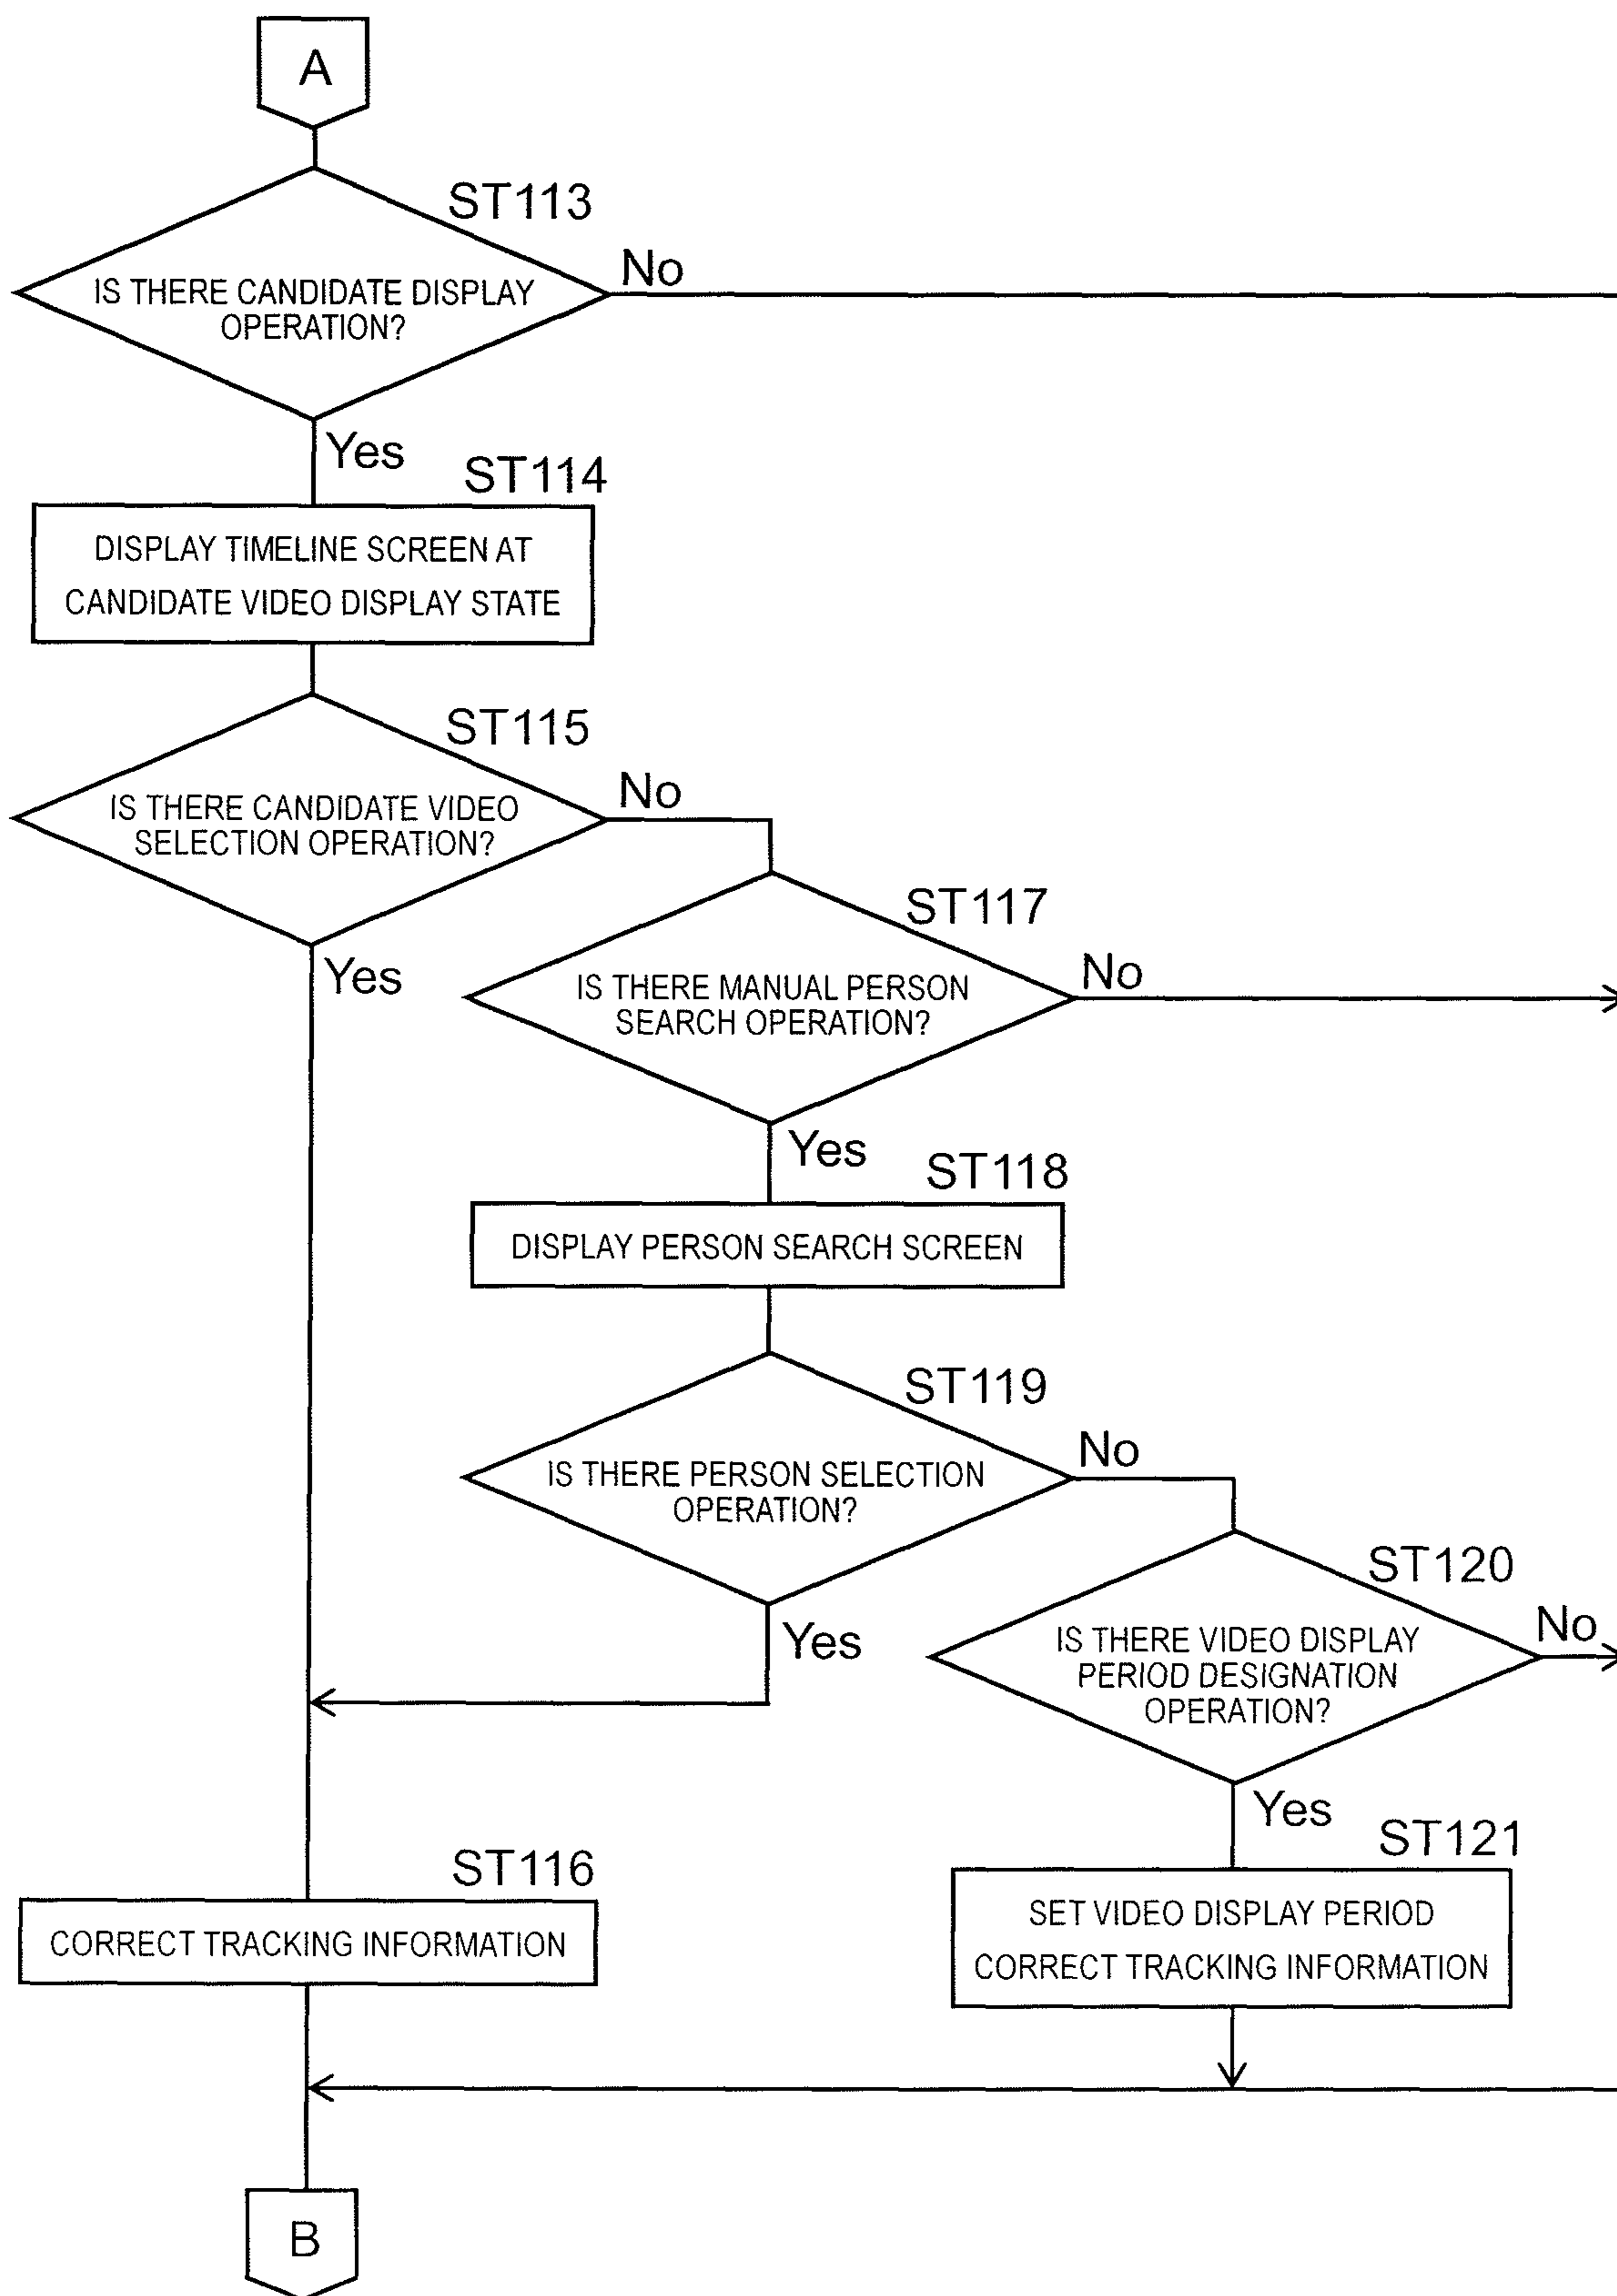 A
ST113
No
IS THERE CANDIDATE DISPLAY
OPERATION?
Yes
ST114
DISPLAY TIMELINE SCREEN AT
CANDIDATE VIDEO DISPLAY STATE
ST115
No
IS THERE CANDIDATE VIDEO
SELECTION OPERATION?
Yes
ST117
No
IS THERE MANUAL PERSON
SEARCH OPERATION?
Yes
ST118
DISPLAY PERSON SEARCH SCREEN
ST119
No
IS THERE PERSON SELECTION
OPERATION?
Yes
ST120
No
IS THERE VIDEO DISPLAY
PERIOD DESIGNATION
OPERATION?
Yes
ST116
CORRECT TRACKING INFORMATION
ST121
SET VIDEO DISPLAY PERIOD
CORRECT TRACKING INFORMATION
B